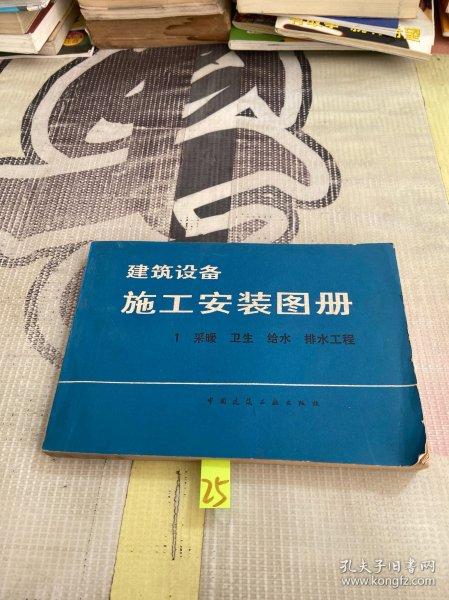 建筑设备
施工安装图册
1 采暖 卫生 给水 排水工程
中国建筑工业出版社
25
孔夫子旧书网
www.kongfz.com